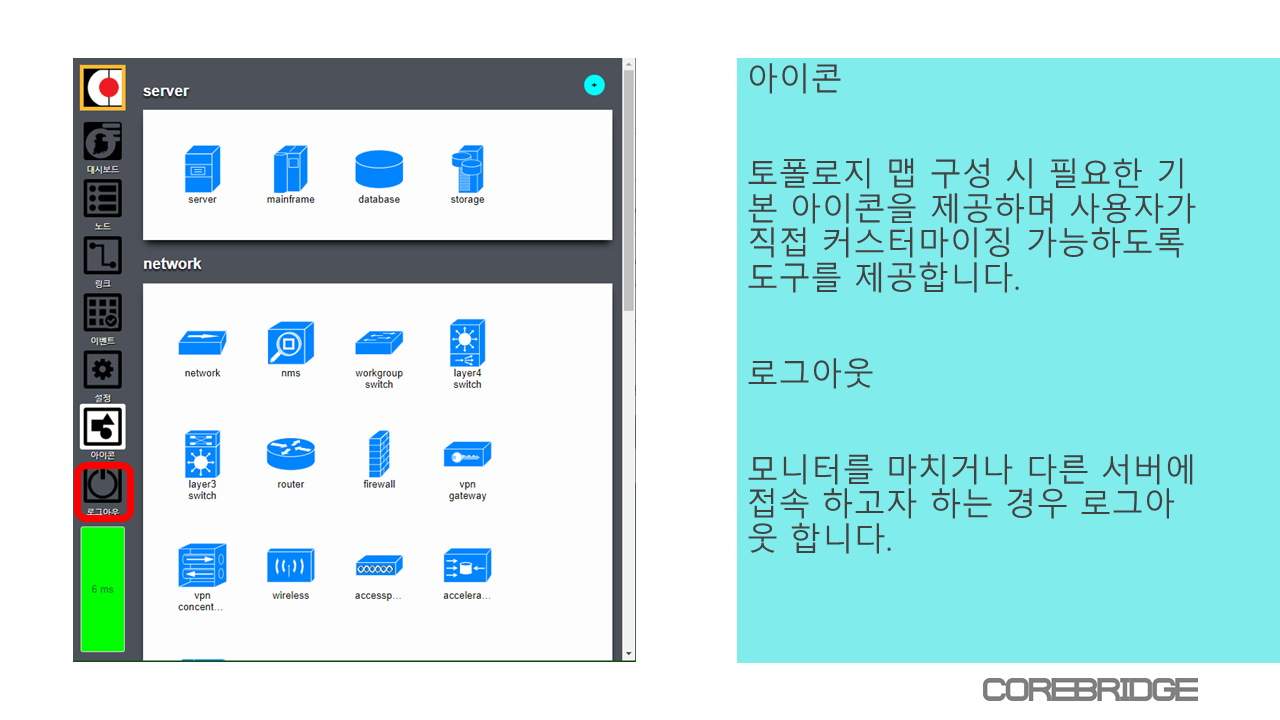 server
server
mainframe
database
storage
network
network
nms
workgroup
switch
layer4
switch
layer3
switch
router
firewall
vpn
gateway
vpn
concent...
wireless
accessp...
accelera...
대시보드
노드
링크
이벤트
설정
아이콘
로그아우
6 ms
아이콘
토폴로지 맵 구성 시 필요한 기
본 아이콘을 제공하며 사용자가
직접 커스터마이징 가능하도록
도구를 제공합니다.
로그아웃
모니터를 마치거나 다른 서버에
접속 하고자 하는 경우 로그아
웃 합니다.
COREBRIDGE